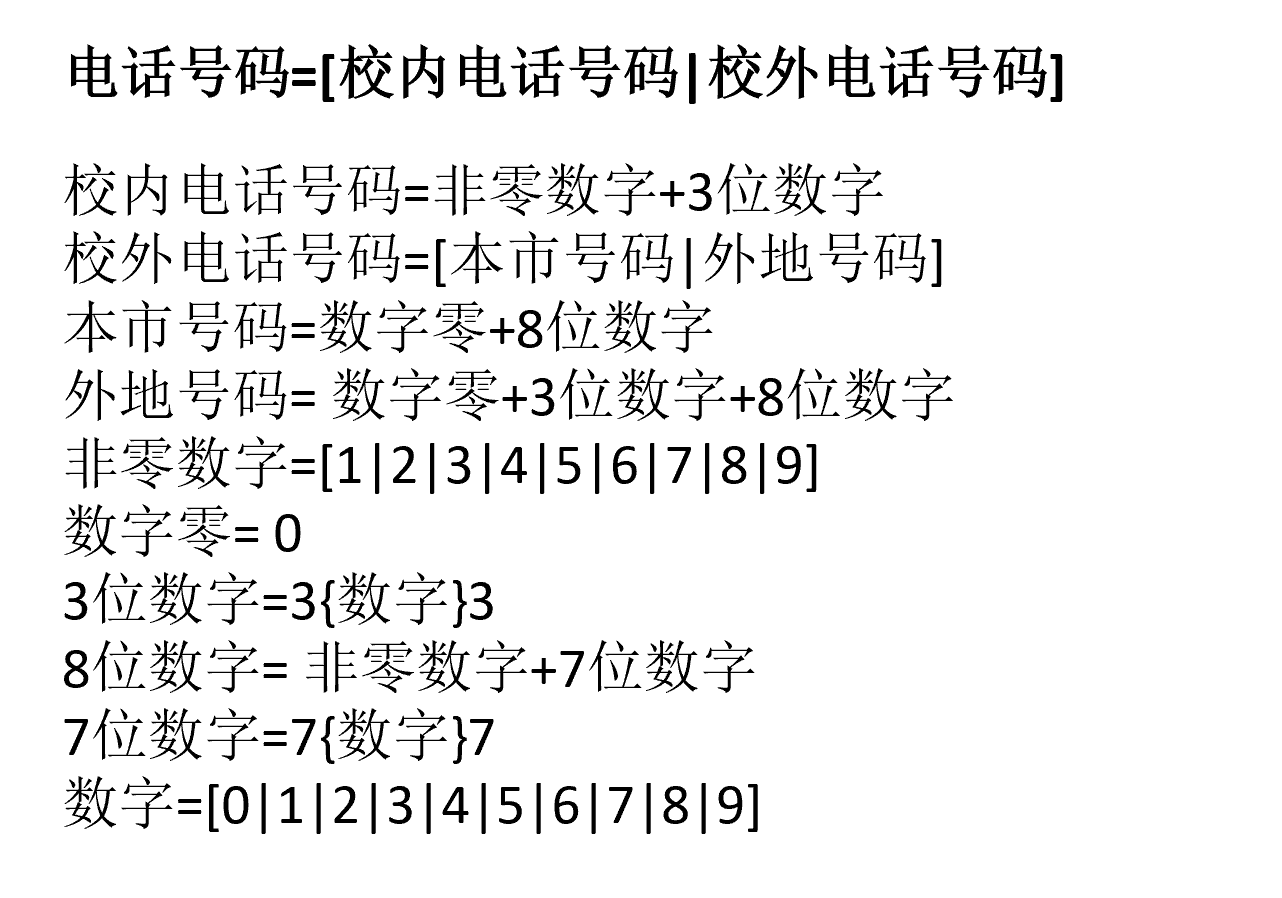 电话号码=[校内电话号码|校外电话号码]
校内电话号码=非零数字+3位数字
校外电话号码=[本市号码|外地号码]
本市号码=数字零+8位数字
外地号码= 数字零+3位数字+8位数字
非零数字=[1|2|3|4|5|6|7|8|9]
数字零= 0
3位数字=3{数字}3
8位数字= 非零数字+7位数字
7位数字=7{数字}7
数字=[0|1|2|3|4|5|6|7|8|9]